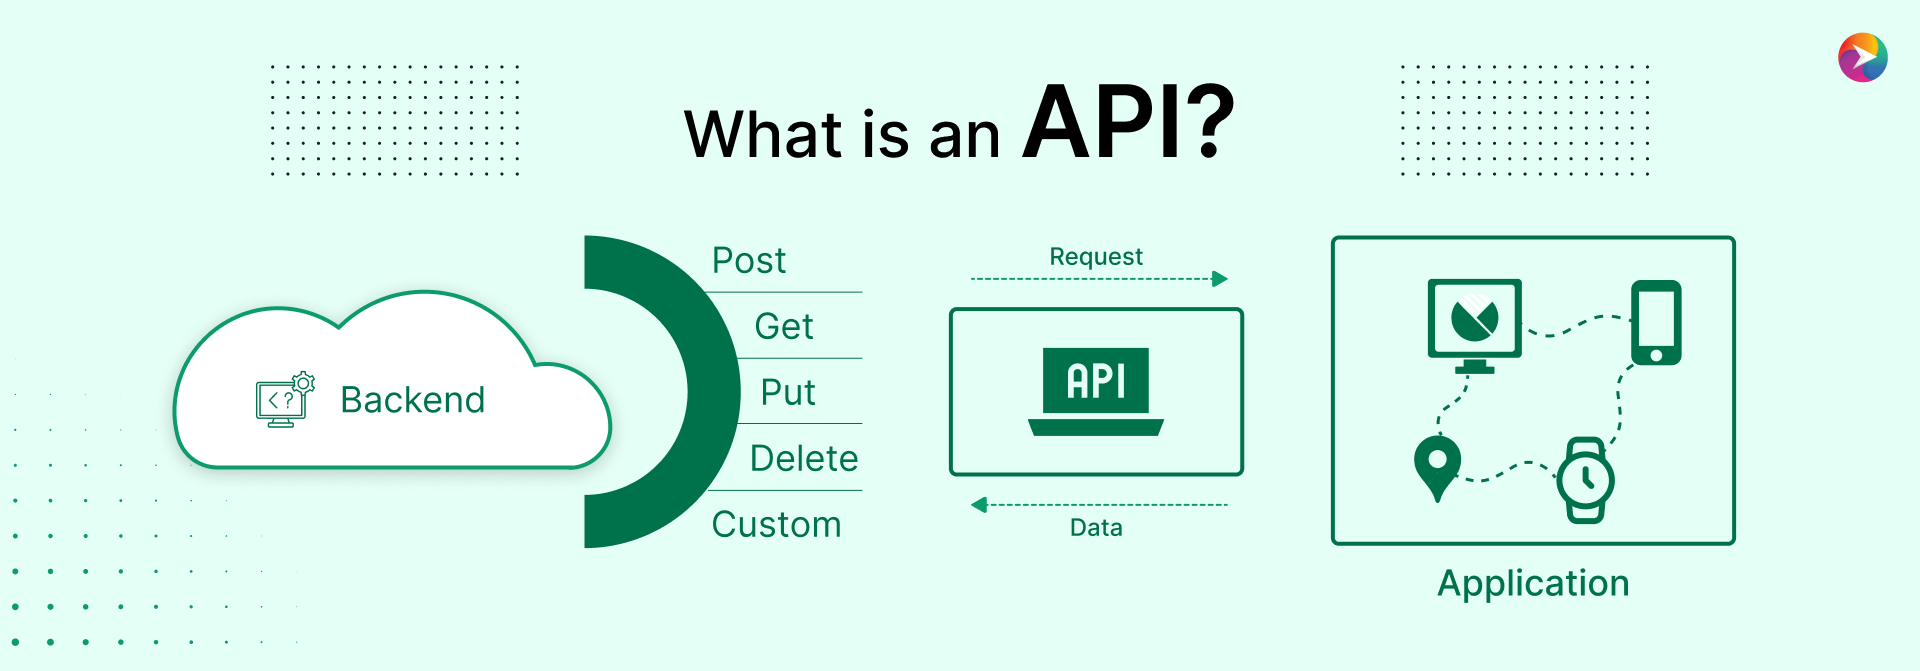 What is an API?
Post
Get
Put
Delete
Custom
<?
Backend
Request
API
Data
Application